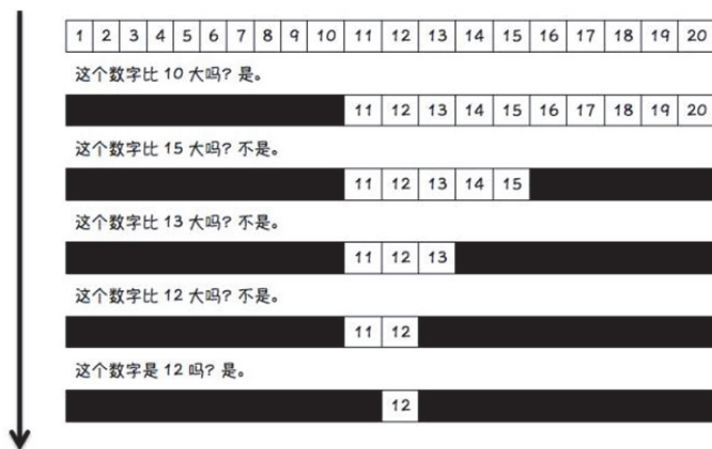 1 2 3 4 5 6 7 8 9 10 11 12 13 14 15 16 17 18 19 20
这个数字比 10 大吗? 是。
11 12 13 14 15 16 17 18 19 20
这个数字比 15 大吗? 不是。
11 12 13 14 15
这个数字比 13 大吗? 不是。
11 12 13
这个数字比 12 大吗? 不是。
11 12
这个数字是 12 吗? 是。
12